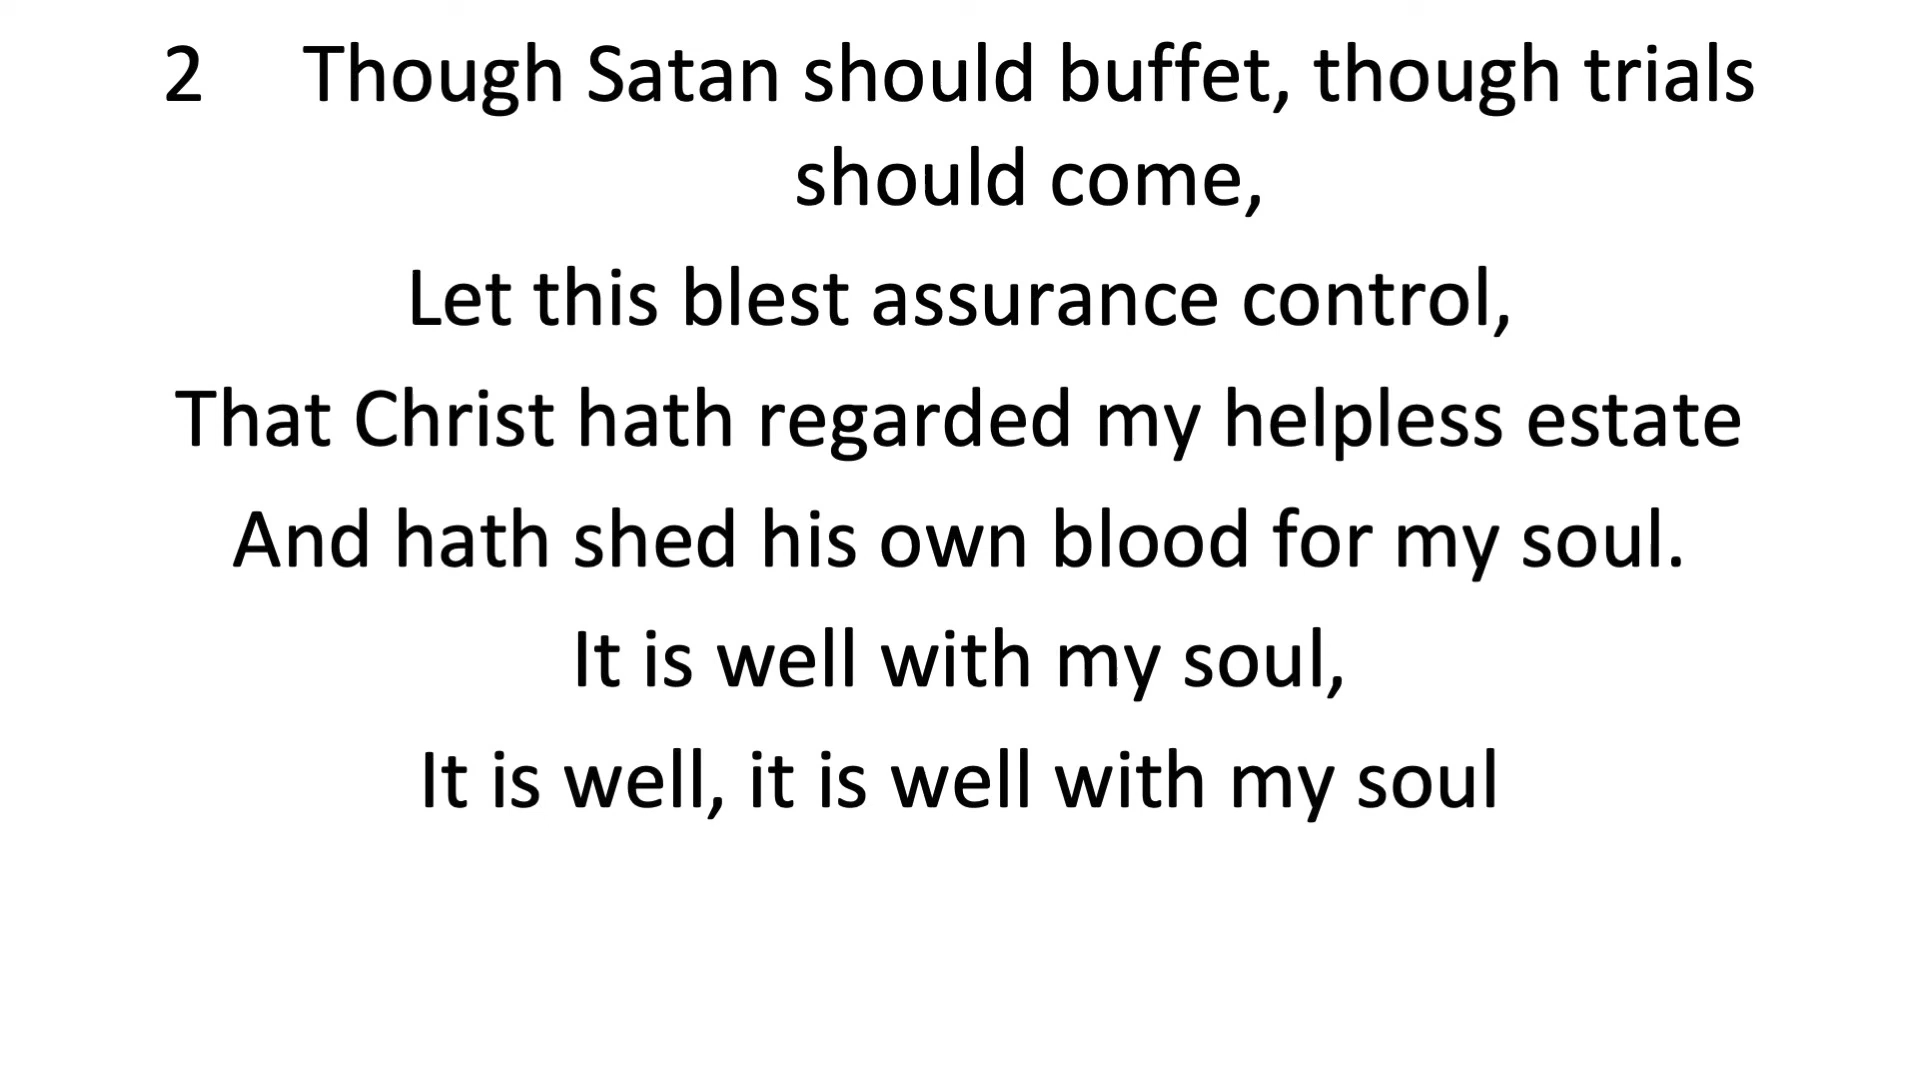 2 Though Satan should buffet, though trials
should come,
Let this blest assurance control,
That Christ hath regarded my helpless estate
And hath shed his own blood for my soul.
It is well with my soul,
It is well, it is well with my soul